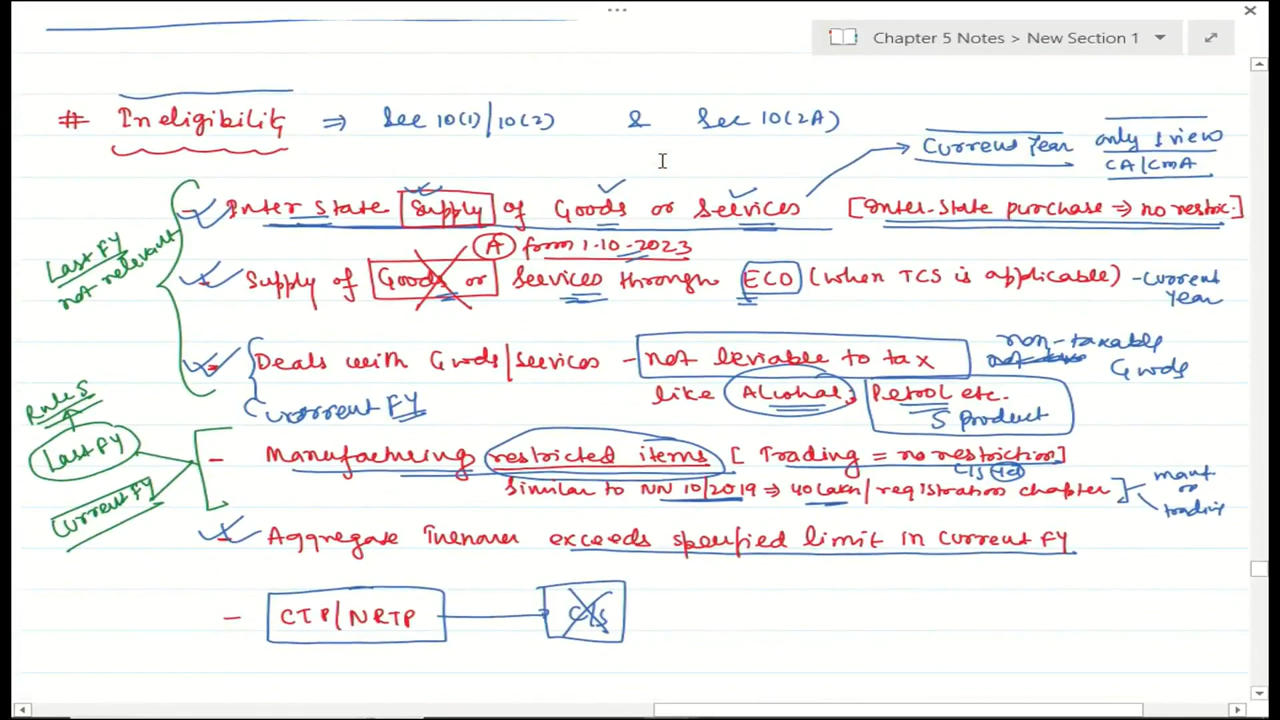 Chapter 5 Notes > New Section 1
# Ineligibility ⇒ Sec 10(1)/10(2) & Sec 10(2A)
Current Year
only 1 view
CA/CMA
- Inter State Supply of Goods or Services [Inter-State purchase ⇒ no restric.]
Last FY
not relevant
(A) from 1.10.2023
Supply of Goods or Services through ECO (when TCS is applicable) - Current Year
- Deals with Goods/Services - not leviable to tax
non-taxable
Goods
like Alcohol, Petrol etc.
5 product
Current FY
Rules
Last FY
Current FY
- Manufacturing restricted items [Trading = no restriction]
Similar to NN 10/2019 ⇒ 40 lakh/registration chapter]
manf
or
trading
- Aggregate Turnover exceeds specified limit in current FY
- CTP/NRTP
C/S